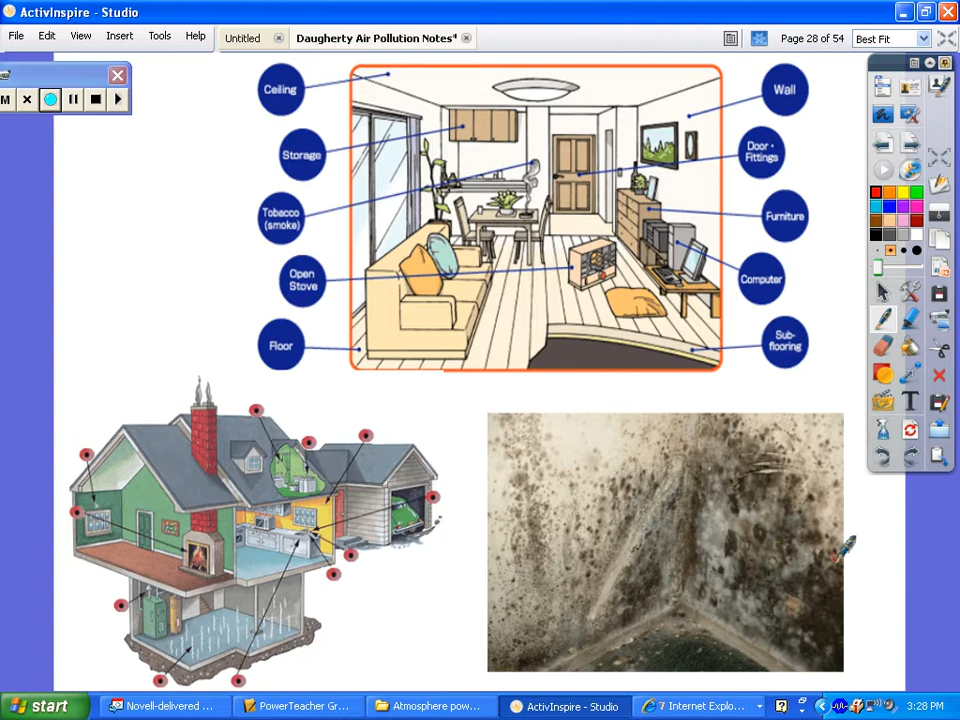 ActivInspire - Studio
File Edit View Insert Tools Help
Untitled
Daugherty Air Pollution Notes*
Page 28 of 54
Best Fit
M
Ceiling
Storage
Tobacco
(smoke)
Open
Stove
Floor
Wall
Door・
Fittings
Furniture
Computer
Sub-
flooring
start
Novell-delivered ...
PowerTeacher Gr...
Atmosphere pow...
ActivInspire - Studio
7 Internet Explo...
3:28 PM